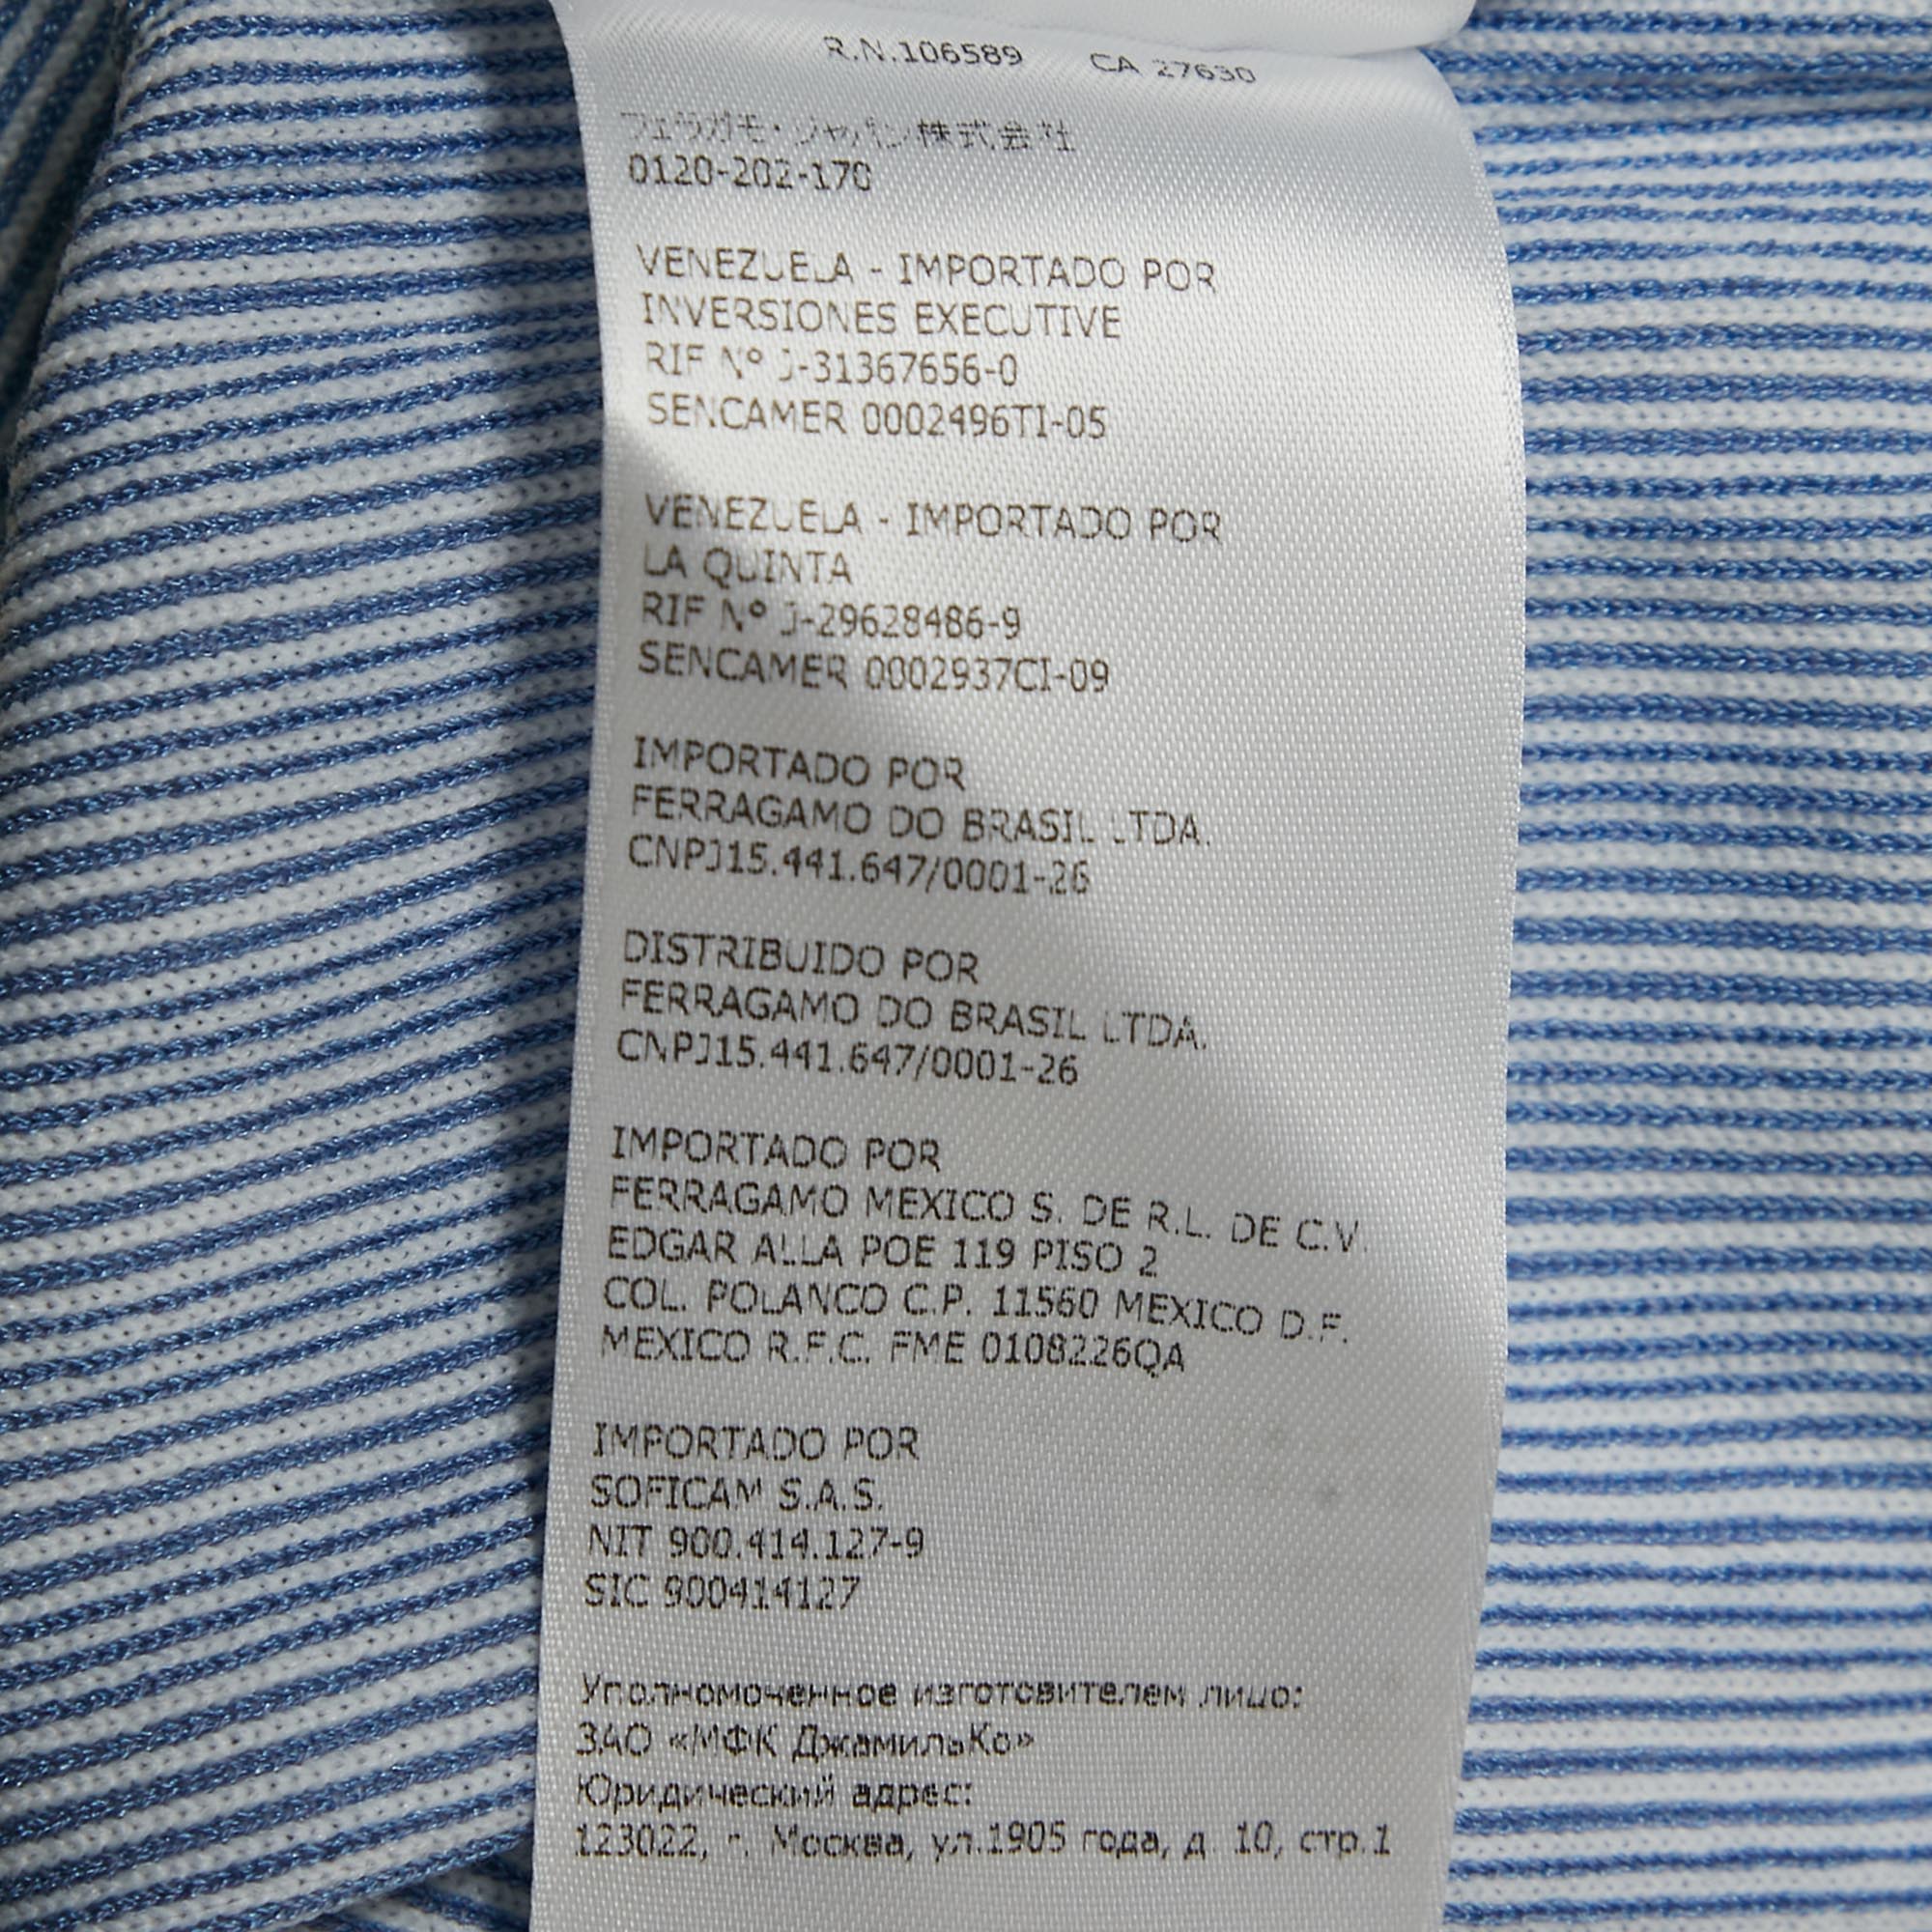 R.N.106589 CA 27630
フェラガモ・ジャパン株式会社
0120-202-170
VENEZUELA - IMPORTADO POR
INVERSIONES EXECUTIVE
RIF Nº J-31367656-0
SENCAMER 0002496TI-05
VENEZUELA - IMPORTADO POR
LA QUINTA
RIF Nº J-29628486-9
SENCAMER 0002937CI-09
IMPORTADO POR
FERRAGAMO DO BRASIL LTDA.
CNPJ15.441.647/0001-26
DISTRIBUIDO POR
FERRAGAMO DO BRASIL LTDA.
CNPJ15.441.647/0001-26
IMPORTADO POR
FERRAGAMO MEXICO S. DE R.L. DE C.V.
EDGAR ALLA POE 119 PISO 2
COL. POLANCO C.P. 11560 MEXICO D.F.
MEXICO R.F.C. FME 0108226QA
IMPORTADO POR
SOFICAM S.A.S.
NIT 900.414.127-9
SIC 900414127
Уполномоченное изготовителем лицо:
ЗАО «МФК ДжамильКо»
Юридический адрес:
123022, г. Москва, ул.1905 года, д. 10, стр.1